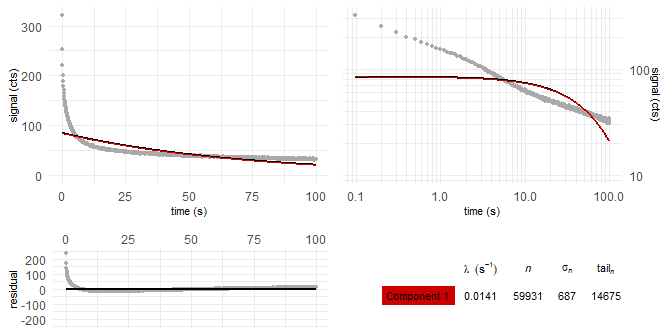 300
200
100
0
signal (cts)
0 25 50 75 100
time (s)
100
10
signal (cts)
0.1 1.0 10.0 100.0
time (s)
0 25 50 75 100
200
100
0
-100
-200
residual
λ (s⁻¹) n σₙ tailₙ
Component 1 0.0141 59931 687 14675